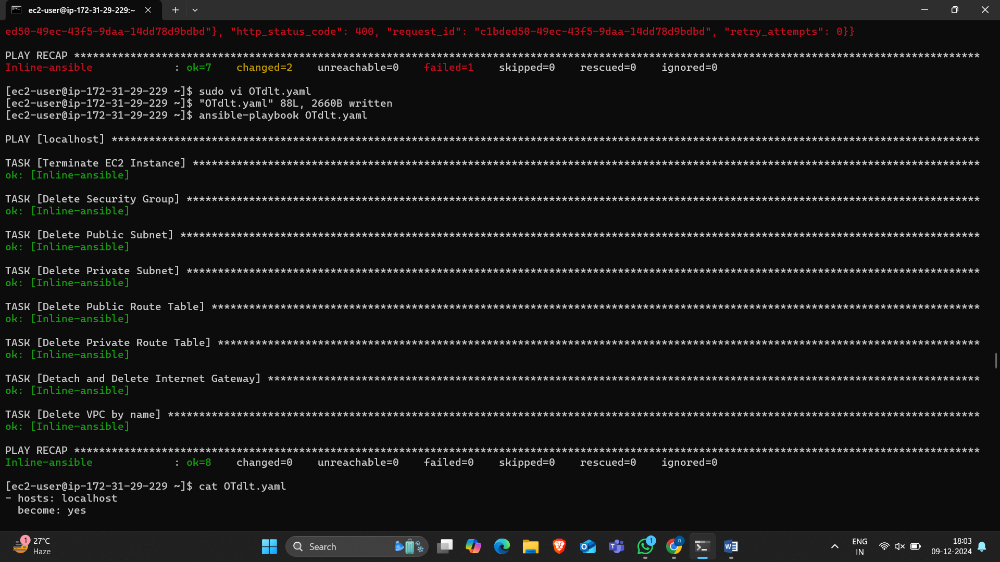 ec2-user@ip-172-31-29-229:~
ed50-49ec-43f5-9daa-14dd78d9bdbd"}, "http_status_code": 400, "request_id": "c1bded50-49ec-43f5-9daa-14dd78d9bdbd", "retry_attempts": 0}}
PLAY RECAP *************************************************************************************************************************************************
Inline-ansible             : ok=7    changed=2    unreachable=0    failed=1    skipped=0    rescued=0    ignored=0
[ec2-user@ip-172-31-29-229 ~]$ sudo vi OTdlt.yaml
[ec2-user@ip-172-31-29-229 ~]$ "OTdlt.yaml" 88L, 2660B written
[ec2-user@ip-172-31-29-229 ~]$ ansible-playbook OTdlt.yaml
PLAY [localhost] *******************************************************************************************************************************************
TASK [Terminate EC2 Instance] ******************************************************************************************************************************
ok: [Inline-ansible]
TASK [Delete Security Group] *******************************************************************************************************************************
ok: [Inline-ansible]
TASK [Delete Public Subnet] ********************************************************************************************************************************
ok: [Inline-ansible]
TASK [Delete Private Subnet] *******************************************************************************************************************************
ok: [Inline-ansible]
TASK [Delete Public Route Table] ***************************************************************************************************************************
ok: [Inline-ansible]
TASK [Delete Private Route Table] **************************************************************************************************************************
ok: [Inline-ansible]
TASK [Detach and Delete Internet Gateway] ******************************************************************************************************************
ok: [Inline-ansible]
TASK [Delete VPC by name] **********************************************************************************************************************************
ok: [Inline-ansible]
PLAY RECAP *************************************************************************************************************************************************
Inline-ansible             : ok=8    changed=0    unreachable=0    failed=0    skipped=0    rescued=0    ignored=0
[ec2-user@ip-172-31-29-229 ~]$ cat OTdlt.yaml
- hosts: localhost
  become: yes
1
27°C
Haze
Search
1
n
ENG
IN
18:03
09-12-2024